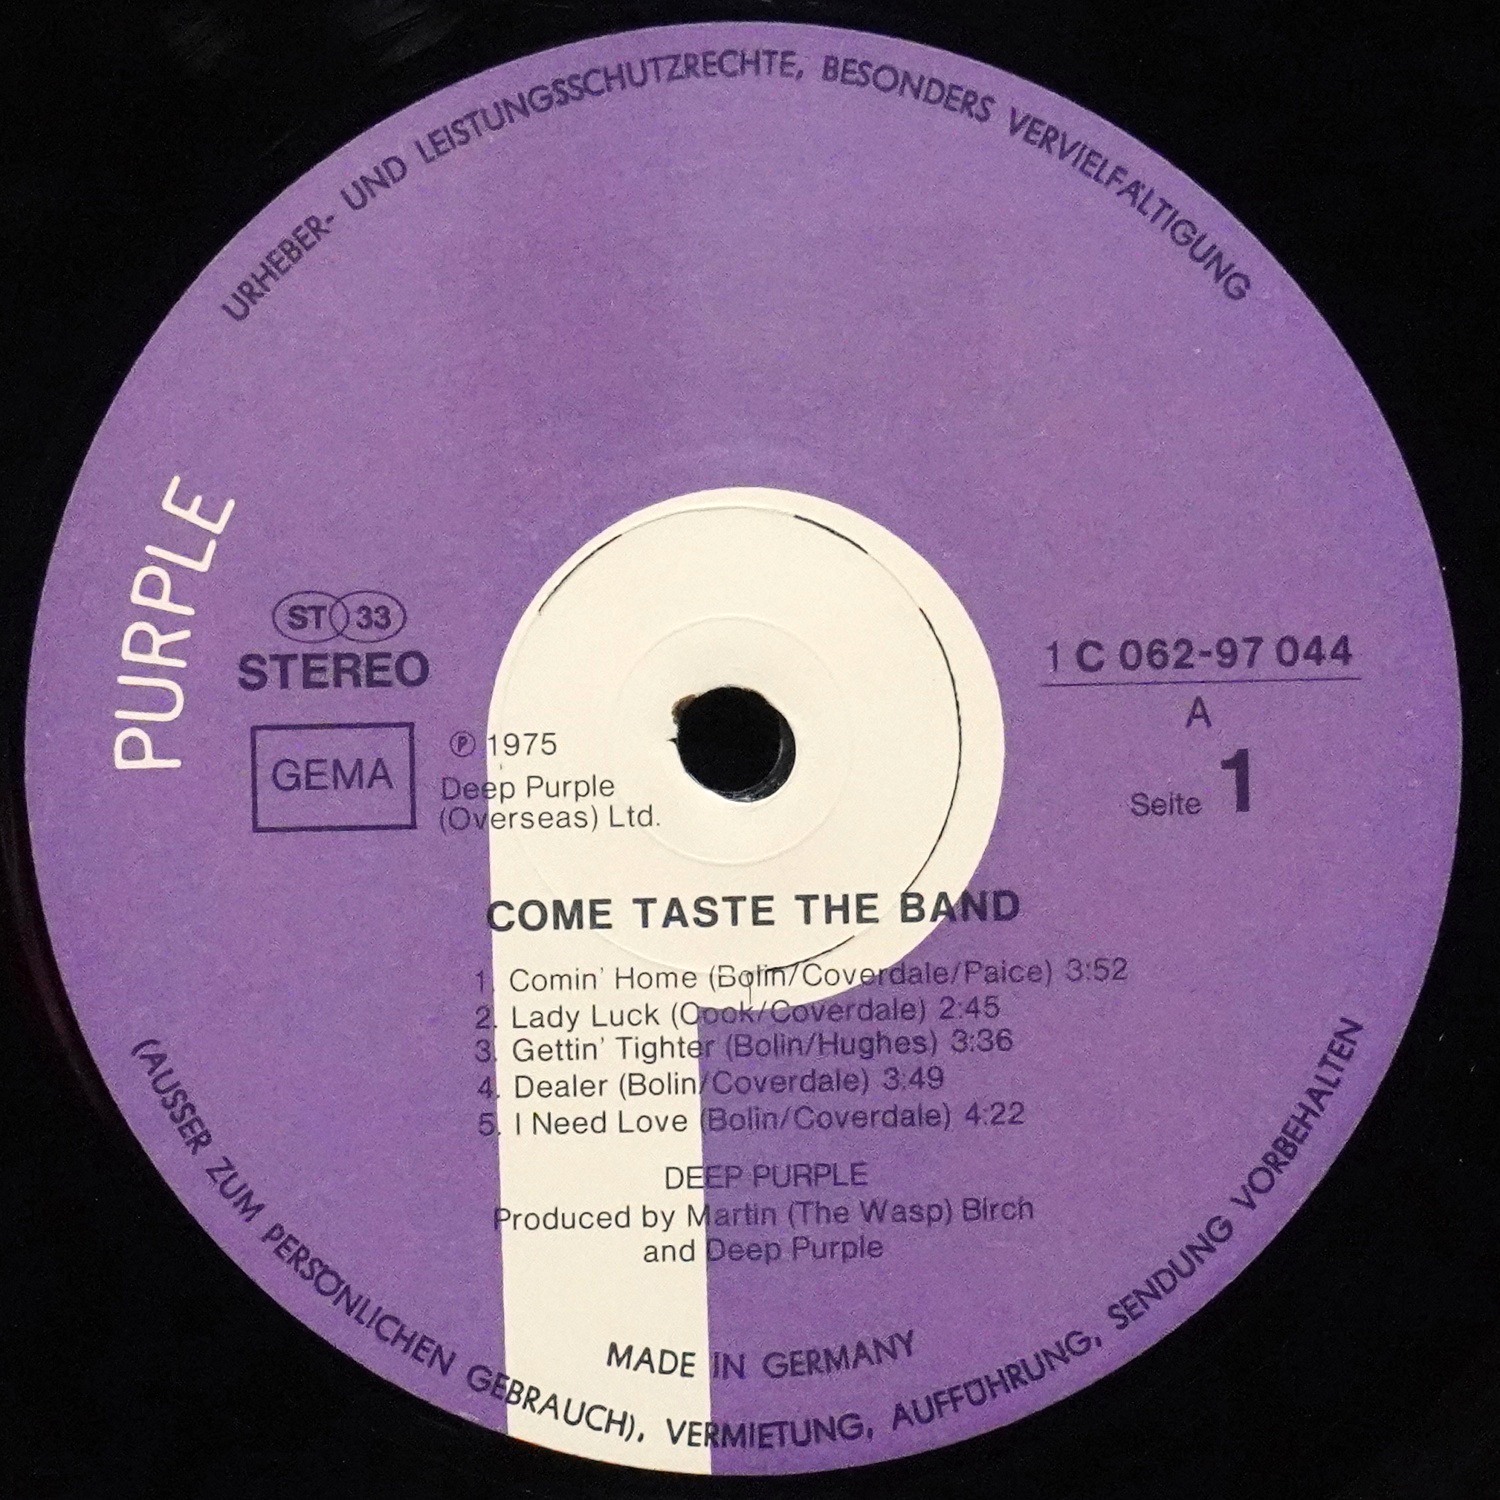 URHEBER- UND LEISTUNGSSCHUTZRECHTE, BESONDERS VERVIELFÄLTIGUNG
PURPLE
ST 33
STEREO
GEMA
℗ 1975
Deep Purple
(Overseas) Ltd.
1 C 062-97 044
A
Seite 1
COME TASTE THE BAND
1. Comin' Home (Bolin/Coverdale/Paice) 3:52
2. Lady Luck (Cook/Coverdale) 2:45
3. Gettin' Tighter (Bolin/Hughes) 3:36
4. Dealer (Bolin/Coverdale) 3:49
5. I Need Love (Bolin/Coverdale) 4:22
DEEP PURPLE
Produced by Martin (The Wasp) Birch
and Deep Purple
MADE IN GERMANY
(AUSSER ZUM PERSÖNLICHEN GEBRAUCH), VERMIETUNG, AUFFÜHRUNG, SENDUNG VORBEHALTEN